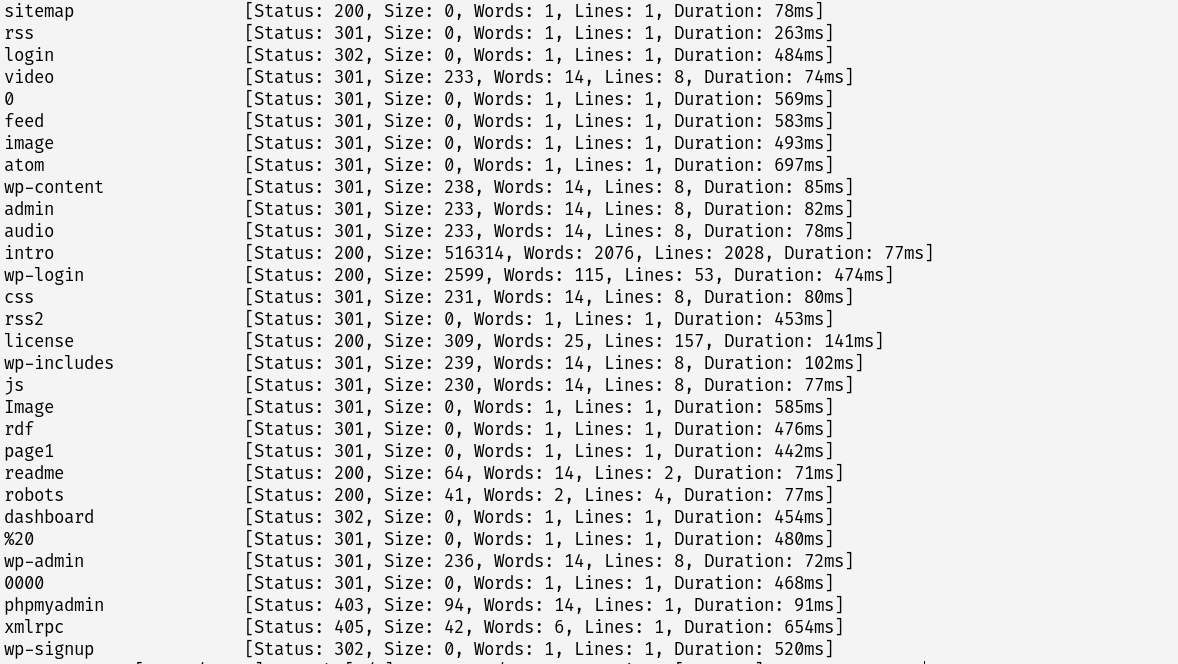 sitemap [Status: 200, Size: 0, Words: 1, Lines: 1, Duration: 78ms]
rss [Status: 301, Size: 0, Words: 1, Lines: 1, Duration: 263ms]
login [Status: 302, Size: 0, Words: 1, Lines: 1, Duration: 484ms]
video [Status: 301, Size: 233, Words: 14, Lines: 8, Duration: 74ms]
0 [Status: 301, Size: 0, Words: 1, Lines: 1, Duration: 569ms]
feed [Status: 301, Size: 0, Words: 1, Lines: 1, Duration: 583ms]
image [Status: 301, Size: 0, Words: 1, Lines: 1, Duration: 493ms]
atom [Status: 301, Size: 0, Words: 1, Lines: 1, Duration: 697ms]
wp-content [Status: 301, Size: 238, Words: 14, Lines: 8, Duration: 85ms]
admin [Status: 301, Size: 233, Words: 14, Lines: 8, Duration: 82ms]
audio [Status: 301, Size: 233, Words: 14, Lines: 8, Duration: 78ms]
intro [Status: 200, Size: 516314, Words: 2076, Lines: 2028, Duration: 77ms]
wp-login [Status: 200, Size: 2599, Words: 115, Lines: 53, Duration: 474ms]
css [Status: 301, Size: 231, Words: 14, Lines: 8, Duration: 80ms]
rss2 [Status: 301, Size: 0, Words: 1, Lines: 1, Duration: 453ms]
license [Status: 200, Size: 309, Words: 25, Lines: 157, Duration: 141ms]
wp-includes [Status: 301, Size: 239, Words: 14, Lines: 8, Duration: 102ms]
js [Status: 301, Size: 230, Words: 14, Lines: 8, Duration: 77ms]
Image [Status: 301, Size: 0, Words: 1, Lines: 1, Duration: 585ms]
rdf [Status: 301, Size: 0, Words: 1, Lines: 1, Duration: 476ms]
page1 [Status: 301, Size: 0, Words: 1, Lines: 1, Duration: 442ms]
readme [Status: 200, Size: 64, Words: 14, Lines: 2, Duration: 71ms]
robots [Status: 200, Size: 41, Words: 2, Lines: 4, Duration: 77ms]
dashboard [Status: 302, Size: 0, Words: 1, Lines: 1, Duration: 454ms]
%20 [Status: 301, Size: 0, Words: 1, Lines: 1, Duration: 480ms]
wp-admin [Status: 301, Size: 236, Words: 14, Lines: 8, Duration: 72ms]
0000 [Status: 301, Size: 0, Words: 1, Lines: 1, Duration: 468ms]
phpmyadmin [Status: 403, Size: 94, Words: 14, Lines: 1, Duration: 91ms]
xmlrpc [Status: 405, Size: 42, Words: 6, Lines: 1, Duration: 654ms]
wp-signup [Status: 302, Size: 0, Words: 1, Lines: 1, Duration: 520ms]